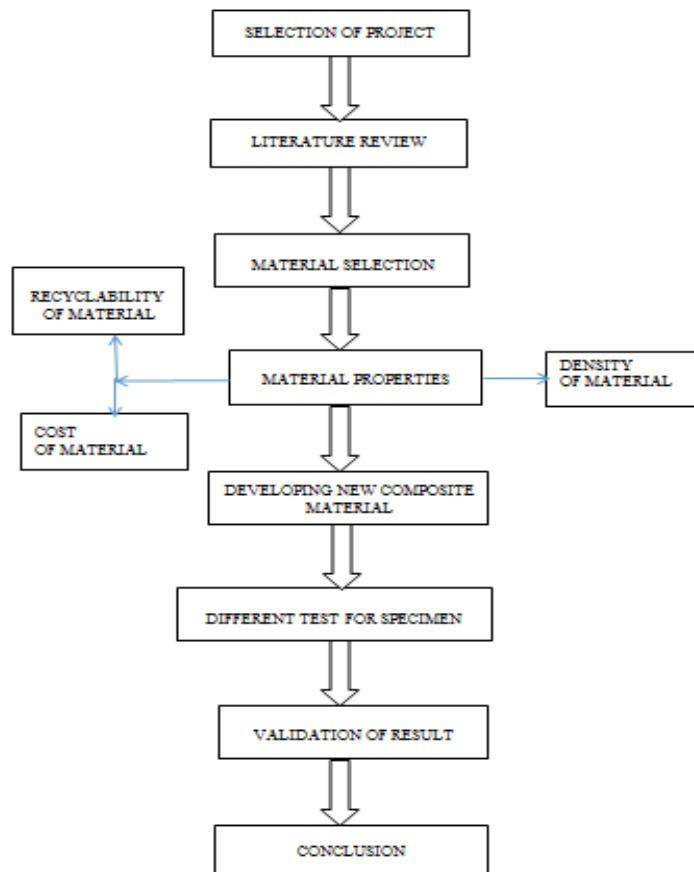 SELECTION OF PROJECT
LITERATURE REVIEW
MATERIAL SELECTION
RECYCLABILITY
OF MATERIAL
MATERIAL PROPERTIES
DENSITY
OF MATERIAL
COST
OF MATERIAL
DEVELOPING NEW COMPOSITE
MATERIAL
DIFFERENT TEST FOR SPECIMEN
VALIDATION OF RESULT
CONCLUSION